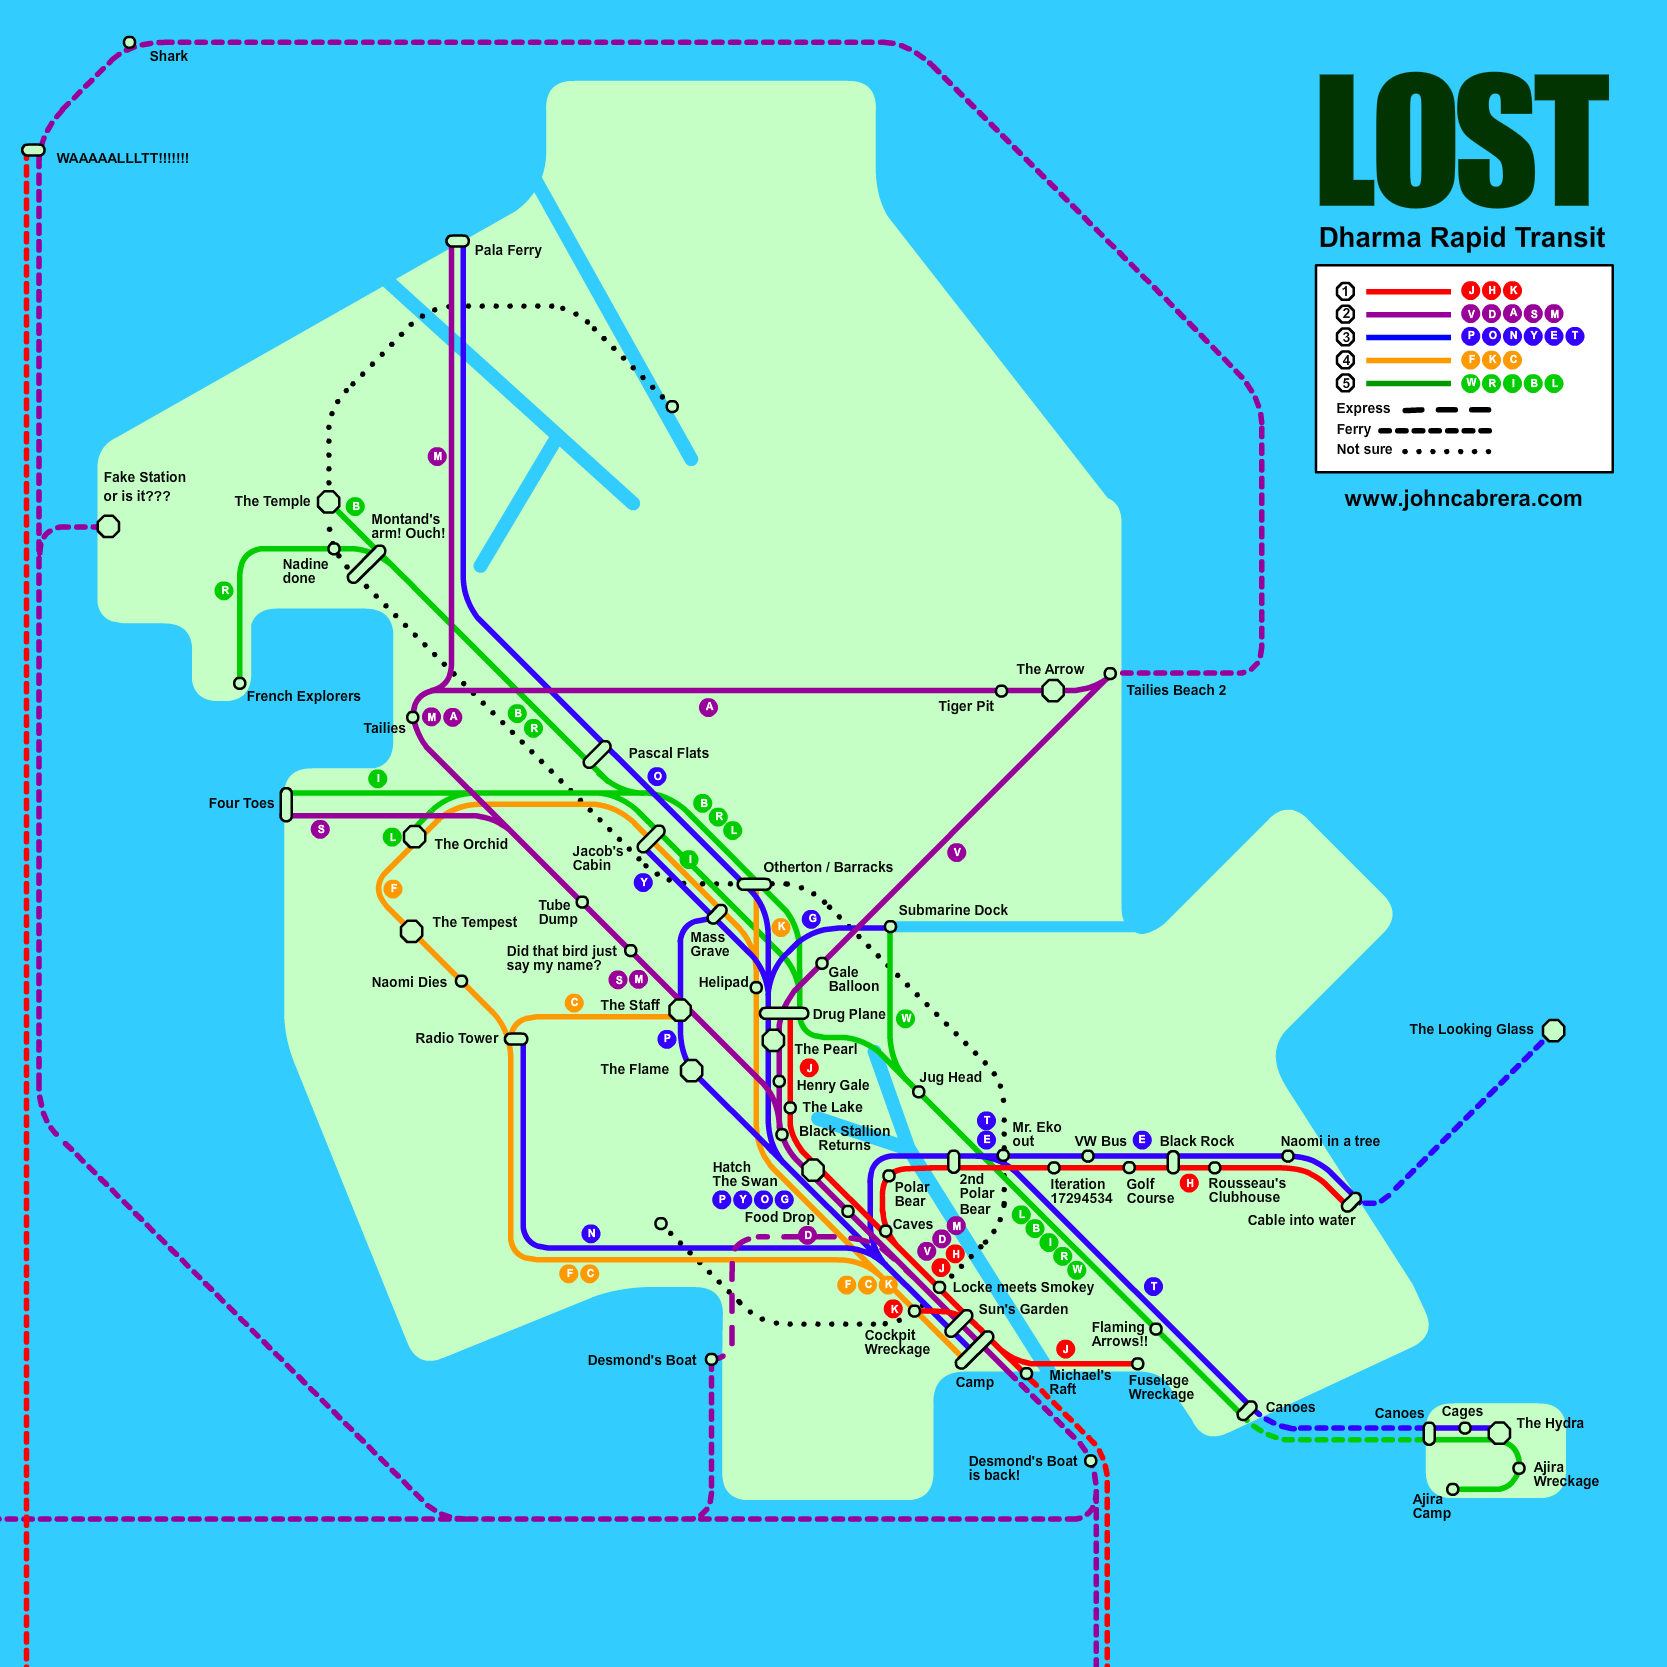 Shark
WAAAAALLLTT!!!!!!!
LOST
Dharma Rapid Transit
1 J H K
2 V D A S M
3 P O N Y E T
4 F K C
5 W R I B L
Express
Ferry
Not sure
www.johncabrera.com
Pala Ferry
M
Fake Station
or is it???
The Temple
B
Montand's
arm! Ouch!
Nadine
done
R
French Explorers
The Arrow
Tiger Pit
Tailies Beach 2
A
Tailies
M A
B
R
Pascal Flats
O
I
Four Toes
S
L
The Orchid
B
R
L
Jacob's
Cabin
I
Y
V
Otherton / Barracks
F
The Tempest
Tube
Dump
K
G
Submarine Dock
Mass
Grave
Did that bird just
say my name?
S M
Naomi Dies
Helipad
Gale
Balloon
C
The Staff
Drug Plane
W
Radio Tower
P
The Pearl
The Looking Glass
The Flame
J
Henry Gale
Jug Head
The Lake
Black Stallion
Returns
T
E
Mr. Eko
out
VW Bus
E
Black Rock
Naomi in a tree
Hatch
The Swan
P Y O G
Food Drop
Polar
Bear
2nd
Polar
Bear
Iteration
17294534
Golf
Course
H
Rousseau's
Clubhouse
Cable into water
Caves
D
N
M
D
V
H
J
L
B
I
R
W
F C
F C K
Locke meets Smokey
T
K
Sun's Garden
Cockpit
Wreckage
Flaming
Arrows!!
J
Desmond's Boat
Camp
Michael's
Raft
Fuselage
Wreckage
Canoes
Canoes
Cages
The Hydra
Desmond's Boat
is back!
Ajira
Wreckage
Ajira
Camp